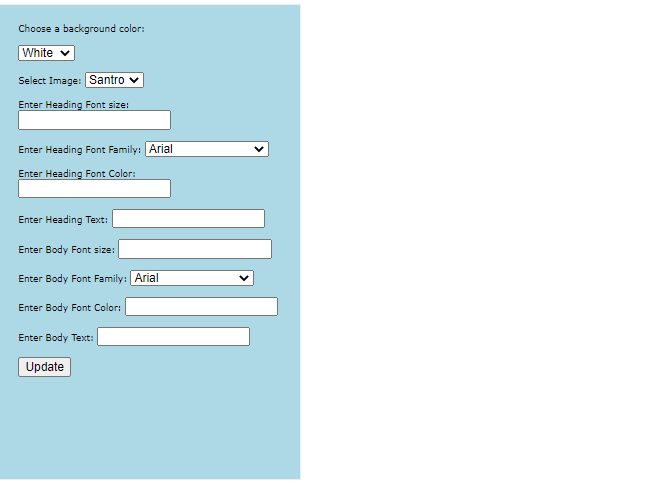 Choose a background color:
White
Select Image: Santro
Enter Heading Font size:
Enter Heading Font Family: Arial
Enter Heading Font Color:
Enter Heading Text:
Enter Body Font size:
Enter Body Font Family: Arial
Enter Body Font Color:
Enter Body Text:
Update